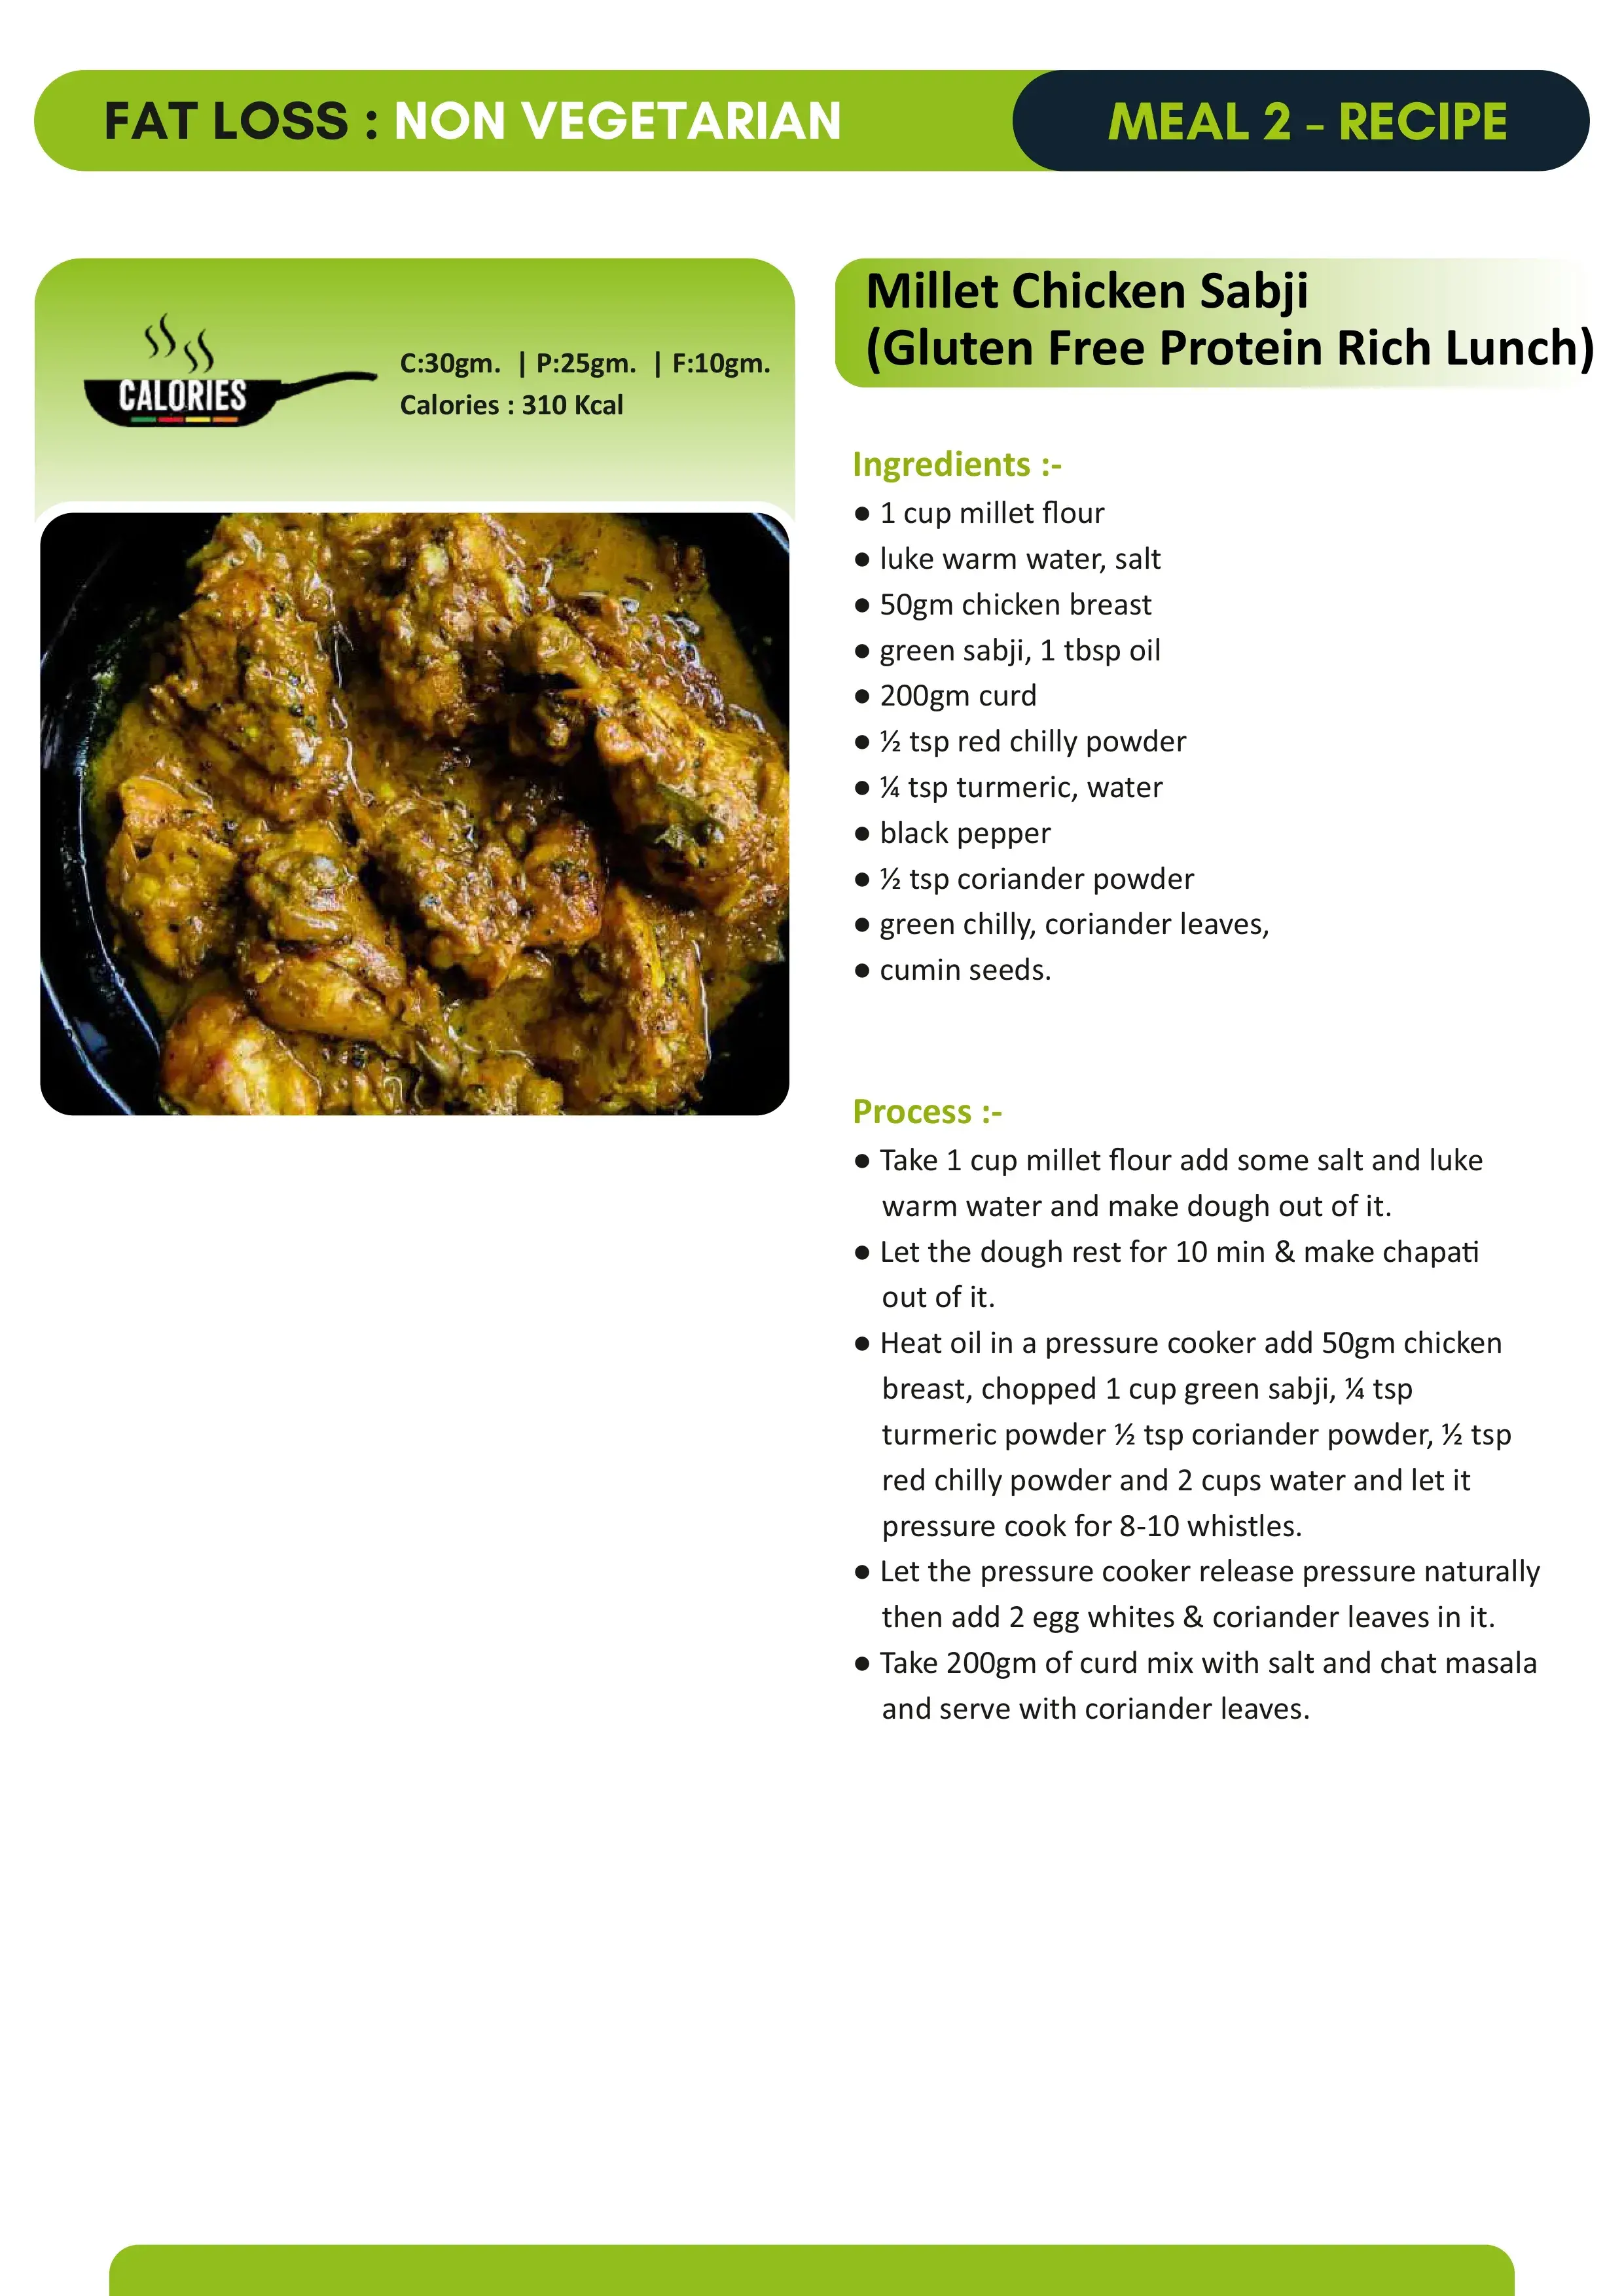 FAT LOSS : NON VEGETARIAN
MEAL 2 - RECIPE
CALORIES
C:30gm. | P:25gm. | F:10gm.
Calories : 310 Kcal
Millet Chicken Sabji
(Gluten Free Protein Rich Lunch)
Ingredients :-
● 1 cup millet flour
● luke warm water, salt
● 50gm chicken breast
● green sabji, 1 tbsp oil
● 200gm curd
● ½ tsp red chilly powder
● ¼ tsp turmeric, water
● black pepper
● ½ tsp coriander powder
● green chilly, coriander leaves,
● cumin seeds.
Process :-
● Take 1 cup millet flour add some salt and luke
warm water and make dough out of it.
● Let the dough rest for 10 min & make chapati
out of it.
● Heat oil in a pressure cooker add 50gm chicken
breast, chopped 1 cup green sabji, ¼ tsp
turmeric powder ½ tsp coriander powder, ½ tsp
red chilly powder and 2 cups water and let it
pressure cook for 8-10 whistles.
● Let the pressure cooker release pressure naturally
then add 2 egg whites & coriander leaves in it.
● Take 200gm of curd mix with salt and chat masala
and serve with coriander leaves.